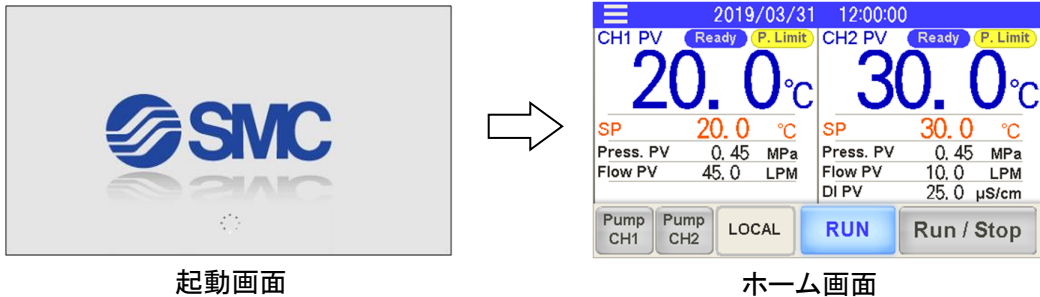 SMC
起動画面
2019/03/31 12:00:00
CH1 PV Ready P. Limit
20.0℃
SP 20.0 ℃
Press. PV 0.45 MPa
Flow PV 45.0 LPM
CH2 PV Ready P. Limit
30.0℃
SP 30.0 ℃
Press. PV 0.45 MPa
Flow PV 10.0 LPM
DI PV 25.0 µS/cm
Pump
CH1
Pump
CH2
LOCAL
RUN
Run / Stop
ホーム画面